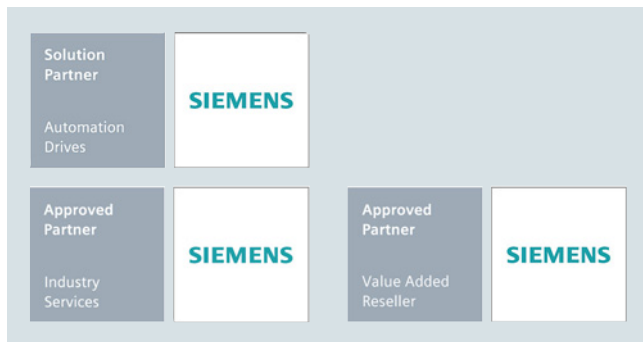 Solution
Partner
Automation
Drives
SIEMENS
Approved
Partner
Industry
Services
SIEMENS
Approved
Partner
Value Added
Reseller
SIEMENS